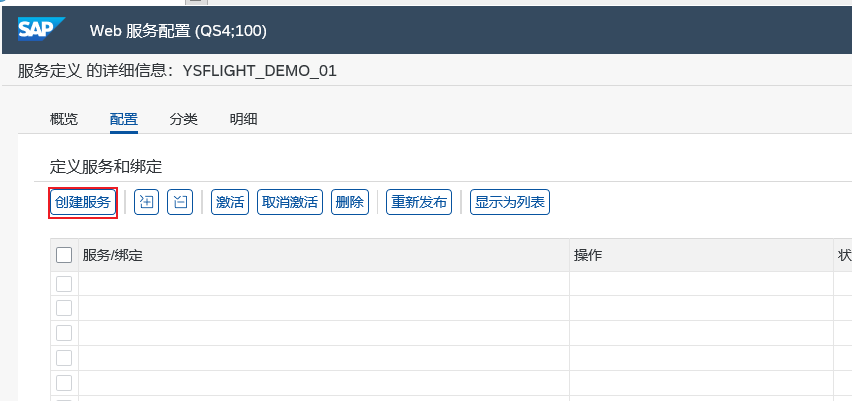 SAP Web 服务配置 (QS4;100)
服务定义 的详细信息: YSFLIGHT_DEMO_01
概览 配置 分类 明细
定义服务和绑定
创建服务 激活 取消激活 删除 重新发布 显示为列表
服务/绑定 操作 状